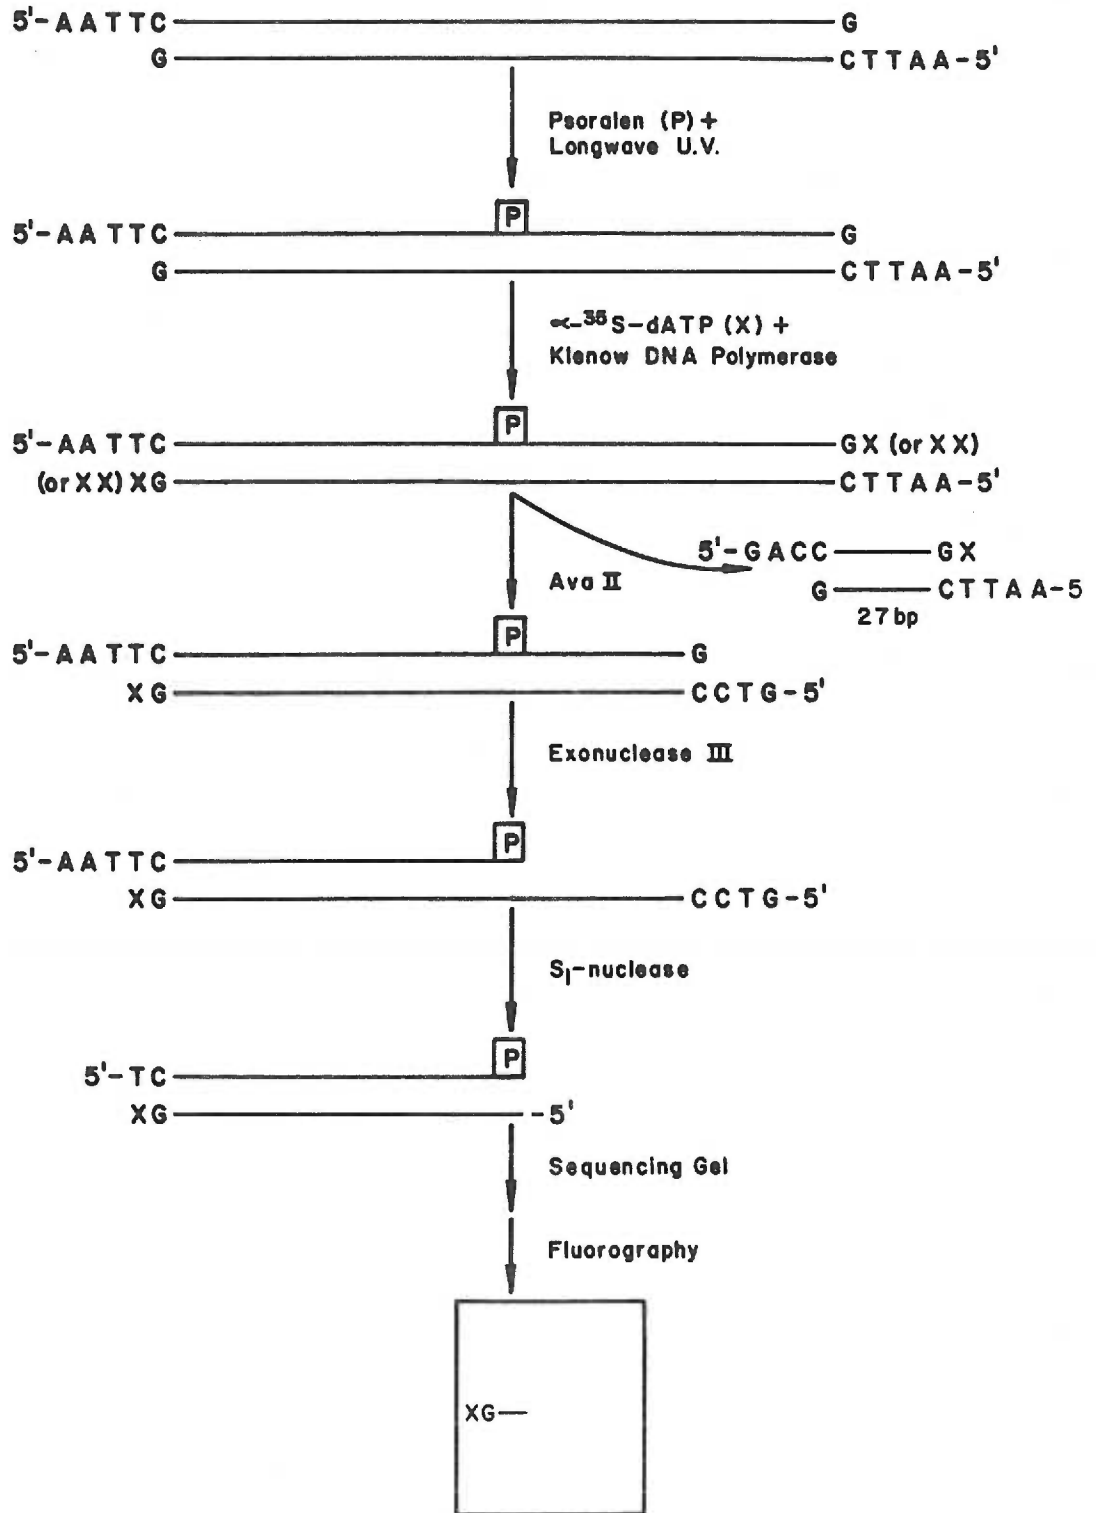 5'-AATTC G
G CTTAA-5'
Psoralen (P) +
Longwave U.V.
P
5'-AATTC G
G CTTAA-5'
∝-35S-dATP (X) +
Klenow DNA Polymerase
P
5'-AATTC GX (or XX)
(or XX) XG CTTAA-5'
5'-GACC GX
Ava II
G CTTAA-5
27bp
P
5'-AATTC G
XG CCTG-5'
Exonuclease III
P
5'-AATTC
XG CCTG-5'
S1-nuclease
P
5'-TC
XG -5'
Sequencing Gel
Fluorography
XG